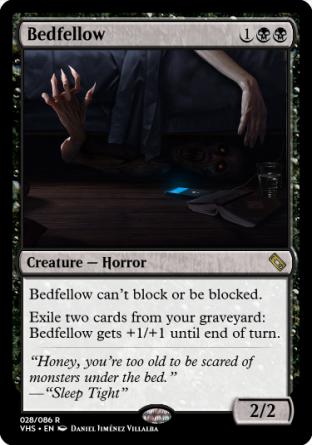 Bedfellow 1
Creature — Horror
Bedfellow can't block or be blocked.
Exile two cards from your graveyard:
Bedfellow gets +1/+1 until end of turn.
"Honey, you're too old to be scared of
monsters under the bed."
—"Sleep Tight"
028/086 R
VHS • EN DANIEL JIMÉNEZ VILLALBA
2/2